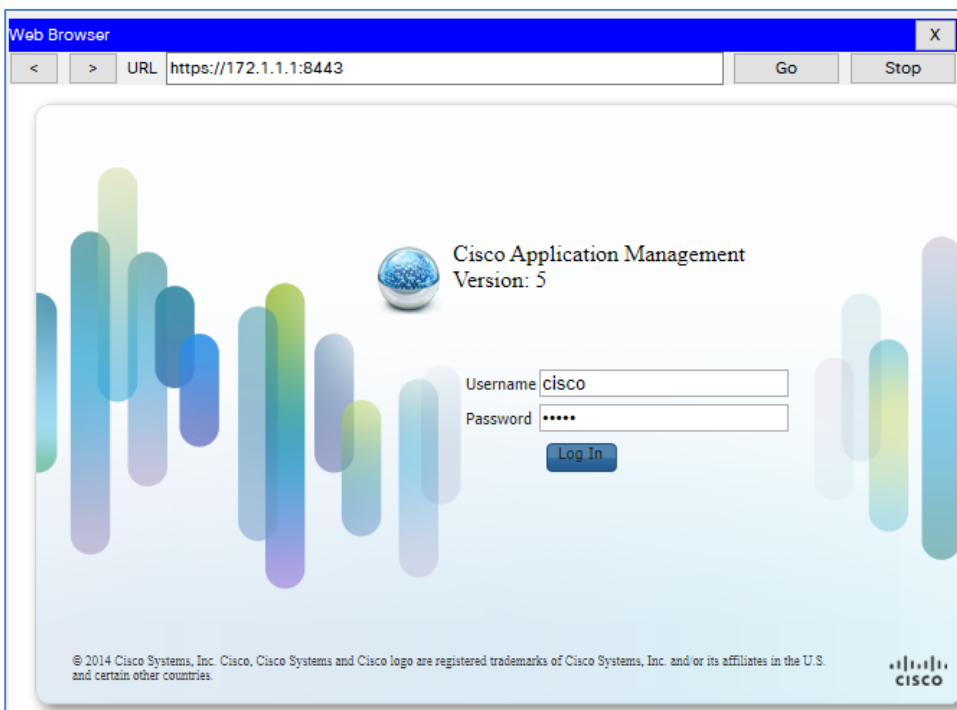 Web Browser X
< > URL https://172.1.1.1:8443 Go Stop
Cisco Application Management
Version: 5
Username cisco
Password •••••
Log In
© 2014 Cisco Systems, Inc. Cisco, Cisco Systems and Cisco logo are registered trademarks of Cisco Systems, Inc. and/or its affiliates in the U.S.
and certain other countries.
CISCO